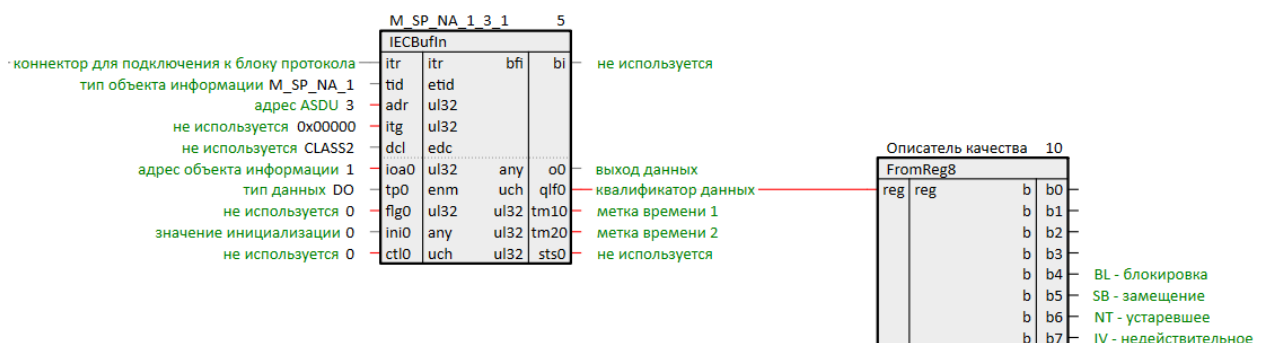 M_SP_NA_1_3_1 5
IECBufIn
коннектор для подключения к блоку протокола itr itr bfi bi не используется
тип объекта информации M_SP_NA_1 tid etid
адрес ASDU 3 adr ul32
не используется 0x00000 itg ul32
не используется CLASS2 dcl edc
адрес объекта информации 1 ioa0 ul32 any o0 выход данных
тип данных DO tp0 enm uch qlf0 квалификатор данных
не используется 0 flg0 ul32 ul32 tm10 метка времени 1
значение инициализации 0 ini0 any ul32 tm20 метка времени 2
не используется 0 ctl0 uch ul32 sts0 не используется
Описатель качества 10
FromReg8
reg reg b b0
b b1
b b2
b b3
b b4 BL - блокировка
b b5 SB - замещение
b b6 NT - устаревшее
b b7 IV - недействительное